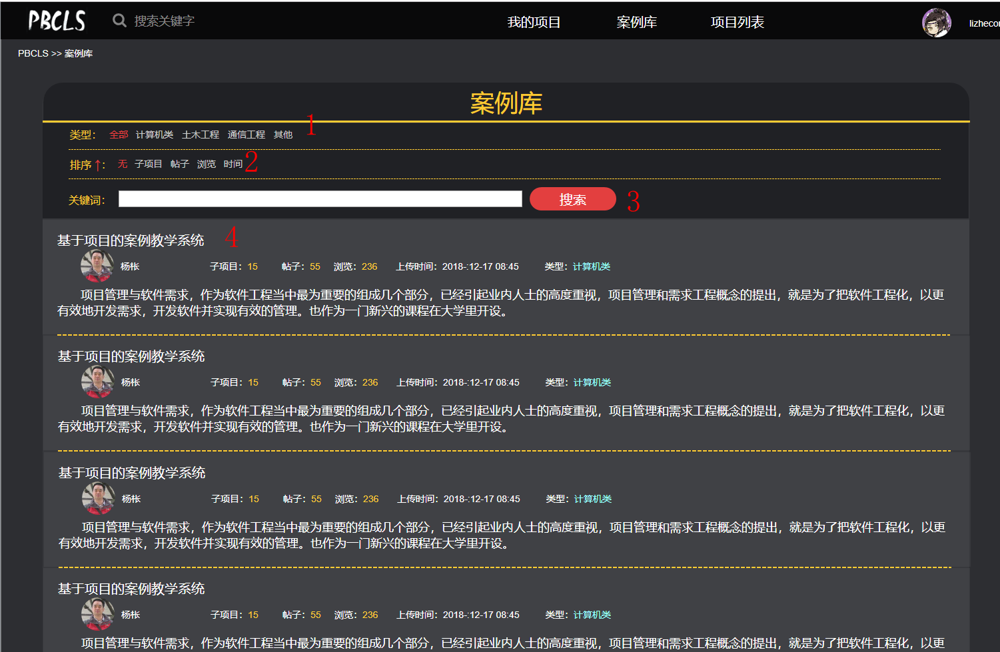 PBCLS 搜索关键字 我的项目 案例库 项目列表 lizhecor
PBCLS >> 案例库
案例库
类型： 全部 计算机类 土木工程 通信工程 其他 1
排序↑： 无 子项目 帖子 浏览 时间 2
关键词： 搜索 3
基于项目的案例教学系统 4
杨枨 子项目：15 帖子：55 浏览：236 上传时间：2018-:12-17 08:45 类型：计算机类
项目管理与软件需求，作为软件工程当中最为重要的组成几个部分，已经引起业内人士的高度重视，项目管理和需求工程概念的提出，就是为了把软件工程化，以更
有效地开发需求，开发软件并实现有效的管理。也作为一门新兴的课程在大学里开设。
基于项目的案例教学系统
杨枨 子项目：15 帖子：55 浏览：236 上传时间：2018-:12-17 08:45 类型：计算机类
项目管理与软件需求，作为软件工程当中最为重要的组成几个部分，已经引起业内人士的高度重视，项目管理和需求工程概念的提出，就是为了把软件工程化，以更
有效地开发需求，开发软件并实现有效的管理。也作为一门新兴的课程在大学里开设。
基于项目的案例教学系统
杨枨 子项目：15 帖子：55 浏览：236 上传时间：2018-:12-17 08:45 类型：计算机类
项目管理与软件需求，作为软件工程当中最为重要的组成几个部分，已经引起业内人士的高度重视，项目管理和需求工程概念的提出，就是为了把软件工程化，以更
有效地开发需求，开发软件并实现有效的管理。也作为一门新兴的课程在大学里开设。
基于项目的案例教学系统
杨枨 子项目：15 帖子：55 浏览：236 上传时间：2018-:12-17 08:45 类型：计算机类
项目管理与软件需求，作为软件工程当中最为重要的组成几个部分，已经引起业内人士的高度重视，项目管理和需求工程概念的提出，就是为了把软件工程化，以更